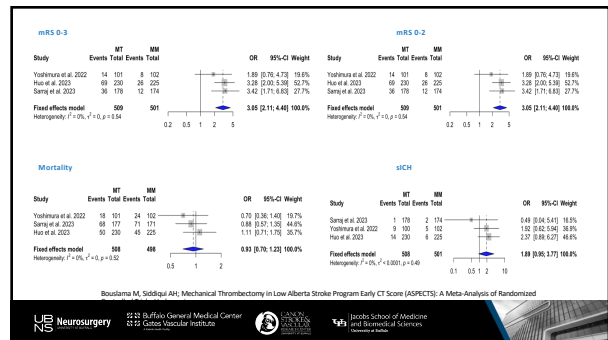 mRS 0-3
MT MM
Study Events Total Events Total OR 95%-CI Weight
Yoshimura et al. 2022 14 101 8 102 1.89 [0.76; 4.73] 19.6%
Huo et al. 2023 69 230 26 225 3.28 [2.00; 5.39] 52.7%
Sarraj et al. 2023 36 178 12 174 3.42 [1.71; 6.83] 27.7%
Fixed effects model 509 501 3.05 [2.11; 4.40] 100.0%
Heterogeneity: I² = 0%, τ² = 0, p = 0.54
0.2 0.5 1 2 5
mRS 0-2
MT MM
Study Events Total Events Total OR 95%-CI Weight
Yoshimura et al. 2022 14 101 8 102 1.89 [0.76; 4.73] 19.6%
Huo et al. 2023 69 230 26 225 3.28 [2.00; 5.39] 52.7%
Sarraj et al. 2023 36 178 12 174 3.42 [1.71; 6.83] 27.7%
Fixed effects model 509 501 3.05 [2.11; 4.40] 100.0%
Heterogeneity: I² = 0%, τ² = 0, p = 0.54
0.2 0.5 1 2 5
Mortality
MT MM
Study Events Total Events Total OR 95%-CI Weight
Yoshimura et al. 2022 18 101 24 102 0.70 [0.36; 1.40] 19.7%
Sarraj et al. 2023 68 177 71 171 0.88 [0.57; 1.35] 44.6%
Huo et al. 2023 50 230 45 225 1.11 [0.71; 1.75] 35.7%
Fixed effects model 508 498 0.93 [0.70; 1.23] 100.0%
Heterogeneity: I² = 0%, τ² = 0, p = 0.52
0.5 1 2
sICH
MT MM
Study Events Total Events Total OR 95%-CI Weight
Sarraj et al. 2023 1 178 2 174 0.49 [0.04; 5.41] 16.5%
Yoshimura et al. 2022 9 100 5 102 1.92 [0.62; 5.94] 36.9%
Huo et al. 2023 14 230 6 225 2.37 [0.89; 6.27] 46.6%
Fixed effects model 508 501 1.89 [0.95; 3.77] 100.0%
Heterogeneity: I² = 0%, τ² < 0.0001, p = 0.49
0.1 0.5 1 2 10
Bouslama M, Siddiqui AH; Mechanical Thrombectomy in Low Alberta Stroke Program Early CT Score (ASPECTS): A Meta-Analysis of Randomized
UB NS Neurosurgery
Buffalo General Medical Center
Gates Vascular Institute
CANON STROKE & VASCULAR
Jacobs School of Medicine
and Biomedical Sciences
University at Buffalo